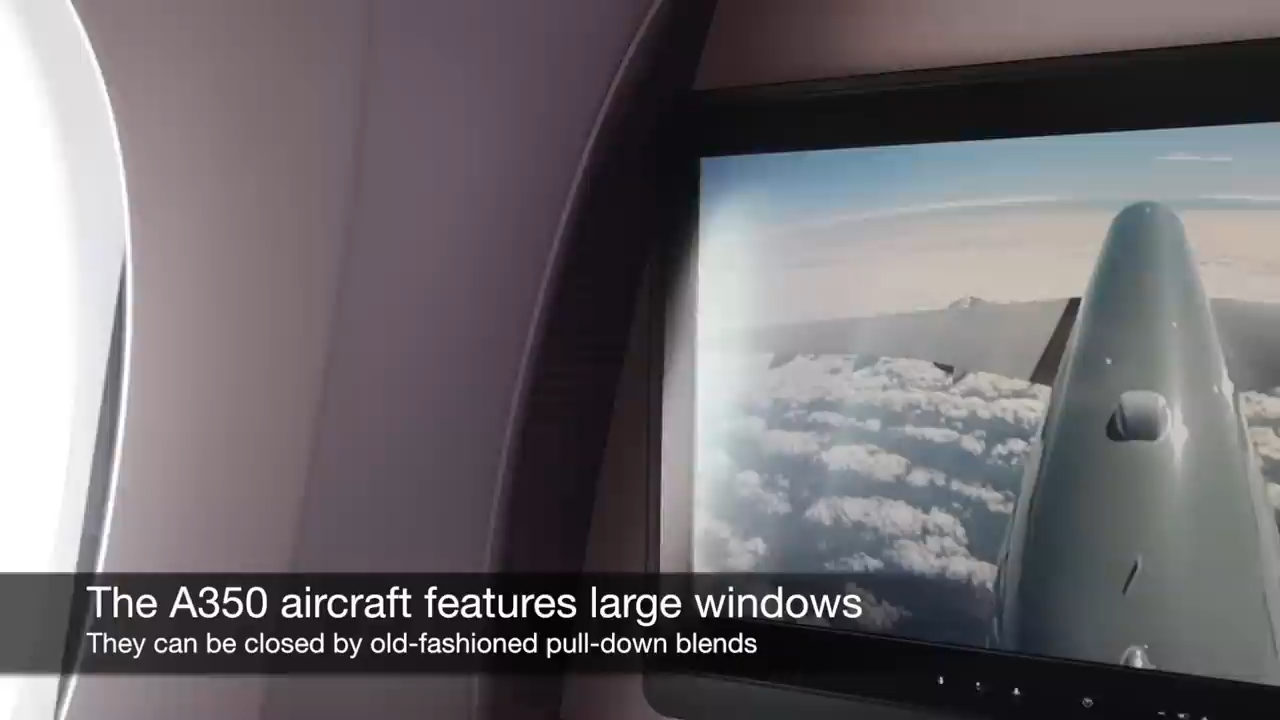 The A350 aircraft features large windows
They can be closed by old-fashioned pull-down blends